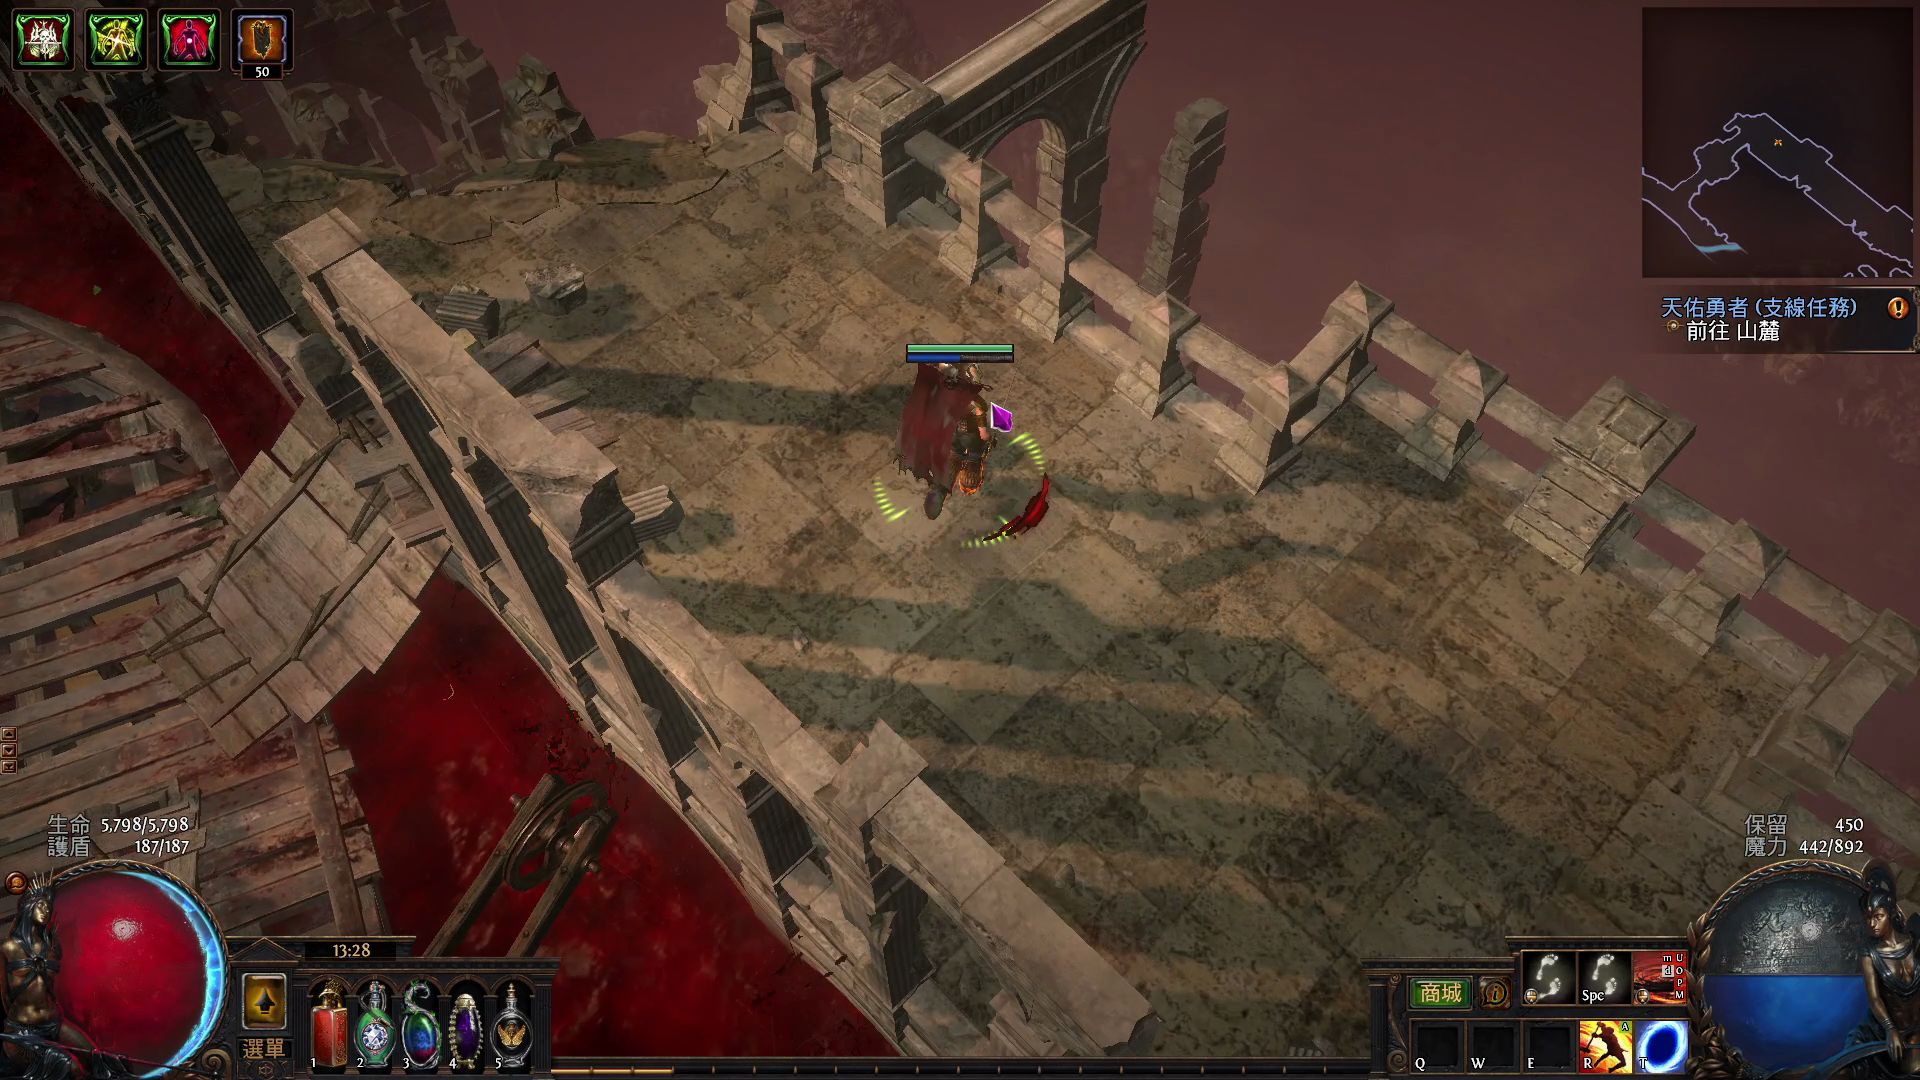 50
天佑勇者 (支線任務)
前往 山麓
生命 5,798/5,798
護盾 187/187
保留 450
魔力 442/892
13:28
選單
1 2 3 4 5
商城
Spc
m U
d O
P
M
Q W E R A T